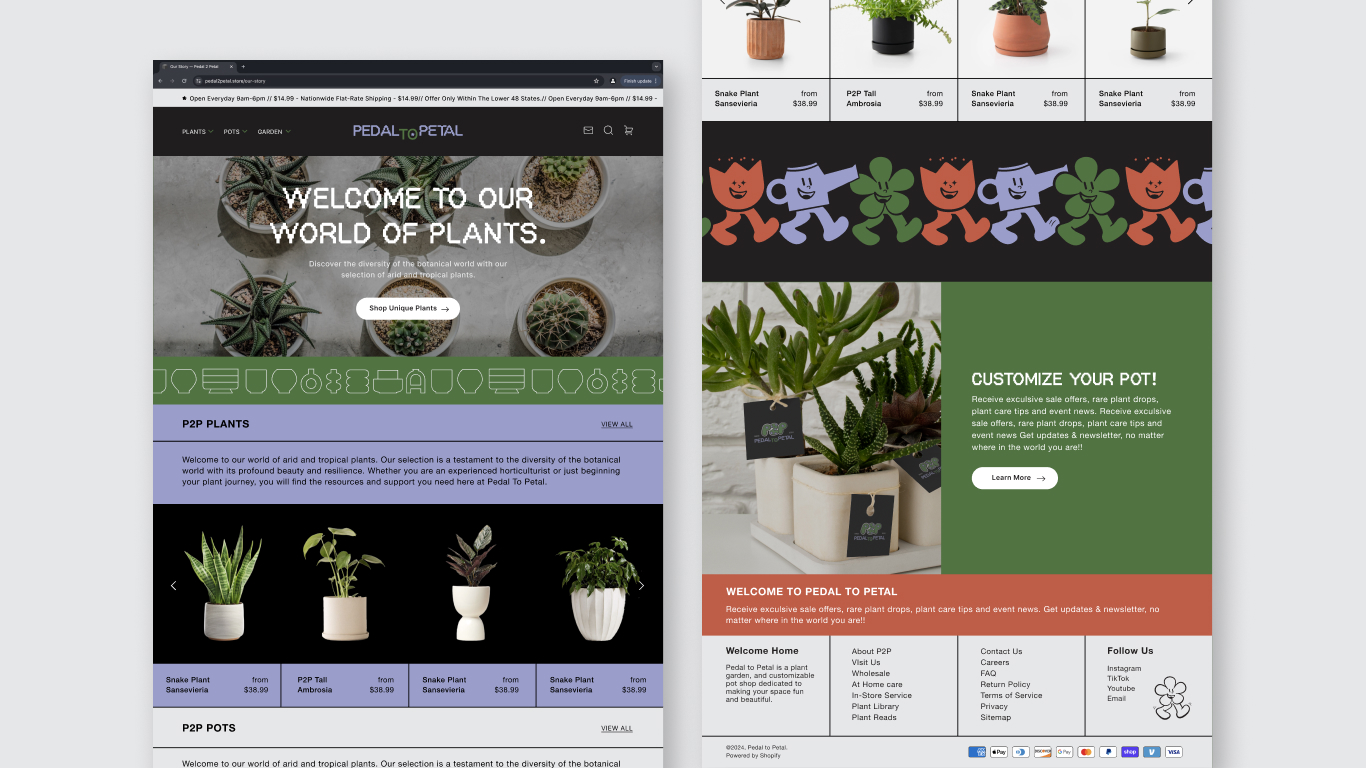 Our Story — Pedal 2 Petal
pedal2petal.store/our-story
Finish update
Open Everyday 9am-6pm // $14.99 - Nationwide Flat-Rate Shipping - $14.99// Offer Only Within The Lower 48 States.// Open Everyday 9am-6pm // $14.99 -
PLANTS
POTS
GARDEN
PEDAL TO PETAL
WELCOME TO OUR
WORLD OF PLANTS.
Discover the diversity of the botanical world with our
selection of arid and tropical plants.
Shop Unique Plants
P2P PLANTS
VIEW ALL
Welcome to our world of arid and tropical plants. Our selection is a testament to the diversity of the botanical
world with its profound beauty and resilience. Whether you are an experienced horticulturist or just beginning
your plant journey, you will find the resources and support you need here at Pedal To Petal.
Snake Plant from
Sansevieria $38.99
P2P Tall from
Ambrosia $38.99
Snake Plant from
Sansevieria $38.99
Snake Plant from
Sansevieria $38.99
P2P POTS
VIEW ALL
Welcome to our world of arid and tropical plants. Our selection is a testament to the diversity of the botanical
Snake Plant from
Sansevieria $38.99
P2P Tall from
Ambrosia $38.99
Snake Plant from
Sansevieria $38.99
Snake Plant from
Sansevieria $38.99
P2P
PEDAL TO PETAL
P2P
PEDAL TO PETAL
CUSTOMIZE YOUR POT!
Receive exculsive sale offers, rare plant drops,
plant care tips and event news. Receive exculsive
sale offers, rare plant drops, plant care tips and
event news Get updates & newsletter, no matter
where in the world you are!!
Learn More
WELCOME TO PEDAL TO PETAL
Receive exculsive sale offers, rare plant drops, plant care tips and event news. Get updates & newsletter, no
matter where in the world you are!!
Welcome Home
Pedal to Petal is a plant
garden, and customizable
pot shop dedicated to
making your space fun
and beautiful.
About P2P
VIsit Us
Wholesale
At Home care
In-Store Service
Plant Library
Plant Reads
Contact Us
Careers
FAQ
Return Policy
Terms of Service
Privacy
Sitemap
Follow Us
Instagram
TikTok
Youtube
Email
©2024, Pedal to Petal,
Powered by Shopify
Pay
DISCOVER
G Pay
shop
VISA